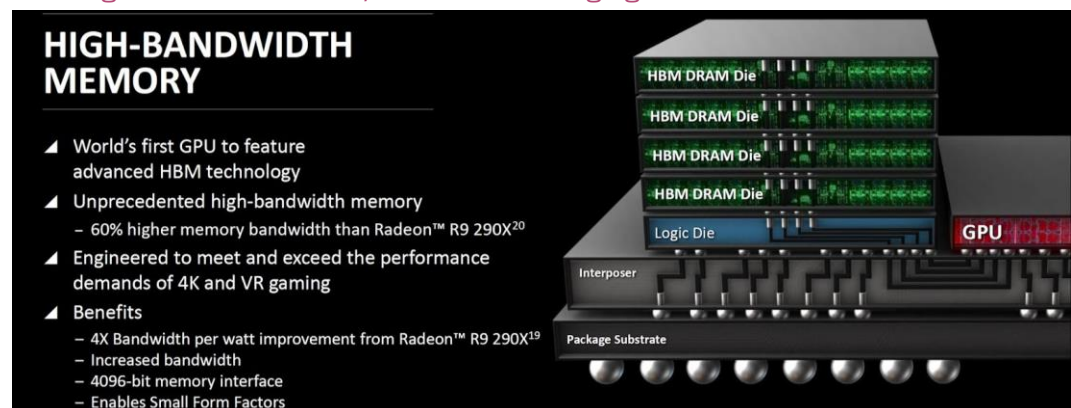 HIGH-BANDWIDTH
MEMORY
World's first GPU to feature
advanced HBM technology
Unprecedented high-bandwidth memory
– 60% higher memory bandwidth than Radeon™ R9 290X20
Engineered to meet and exceed the performance
demands of 4K and VR gaming
Benefits
– 4X Bandwidth per watt improvement from Radeon™ R9 290X19
– Increased bandwidth
– 4096-bit memory interface
– Enables Small Form Factors
HBM DRAM Die
HBM DRAM Die
HBM DRAM Die
HBM DRAM Die
Logic Die
GPU
Interposer
Package Substrate